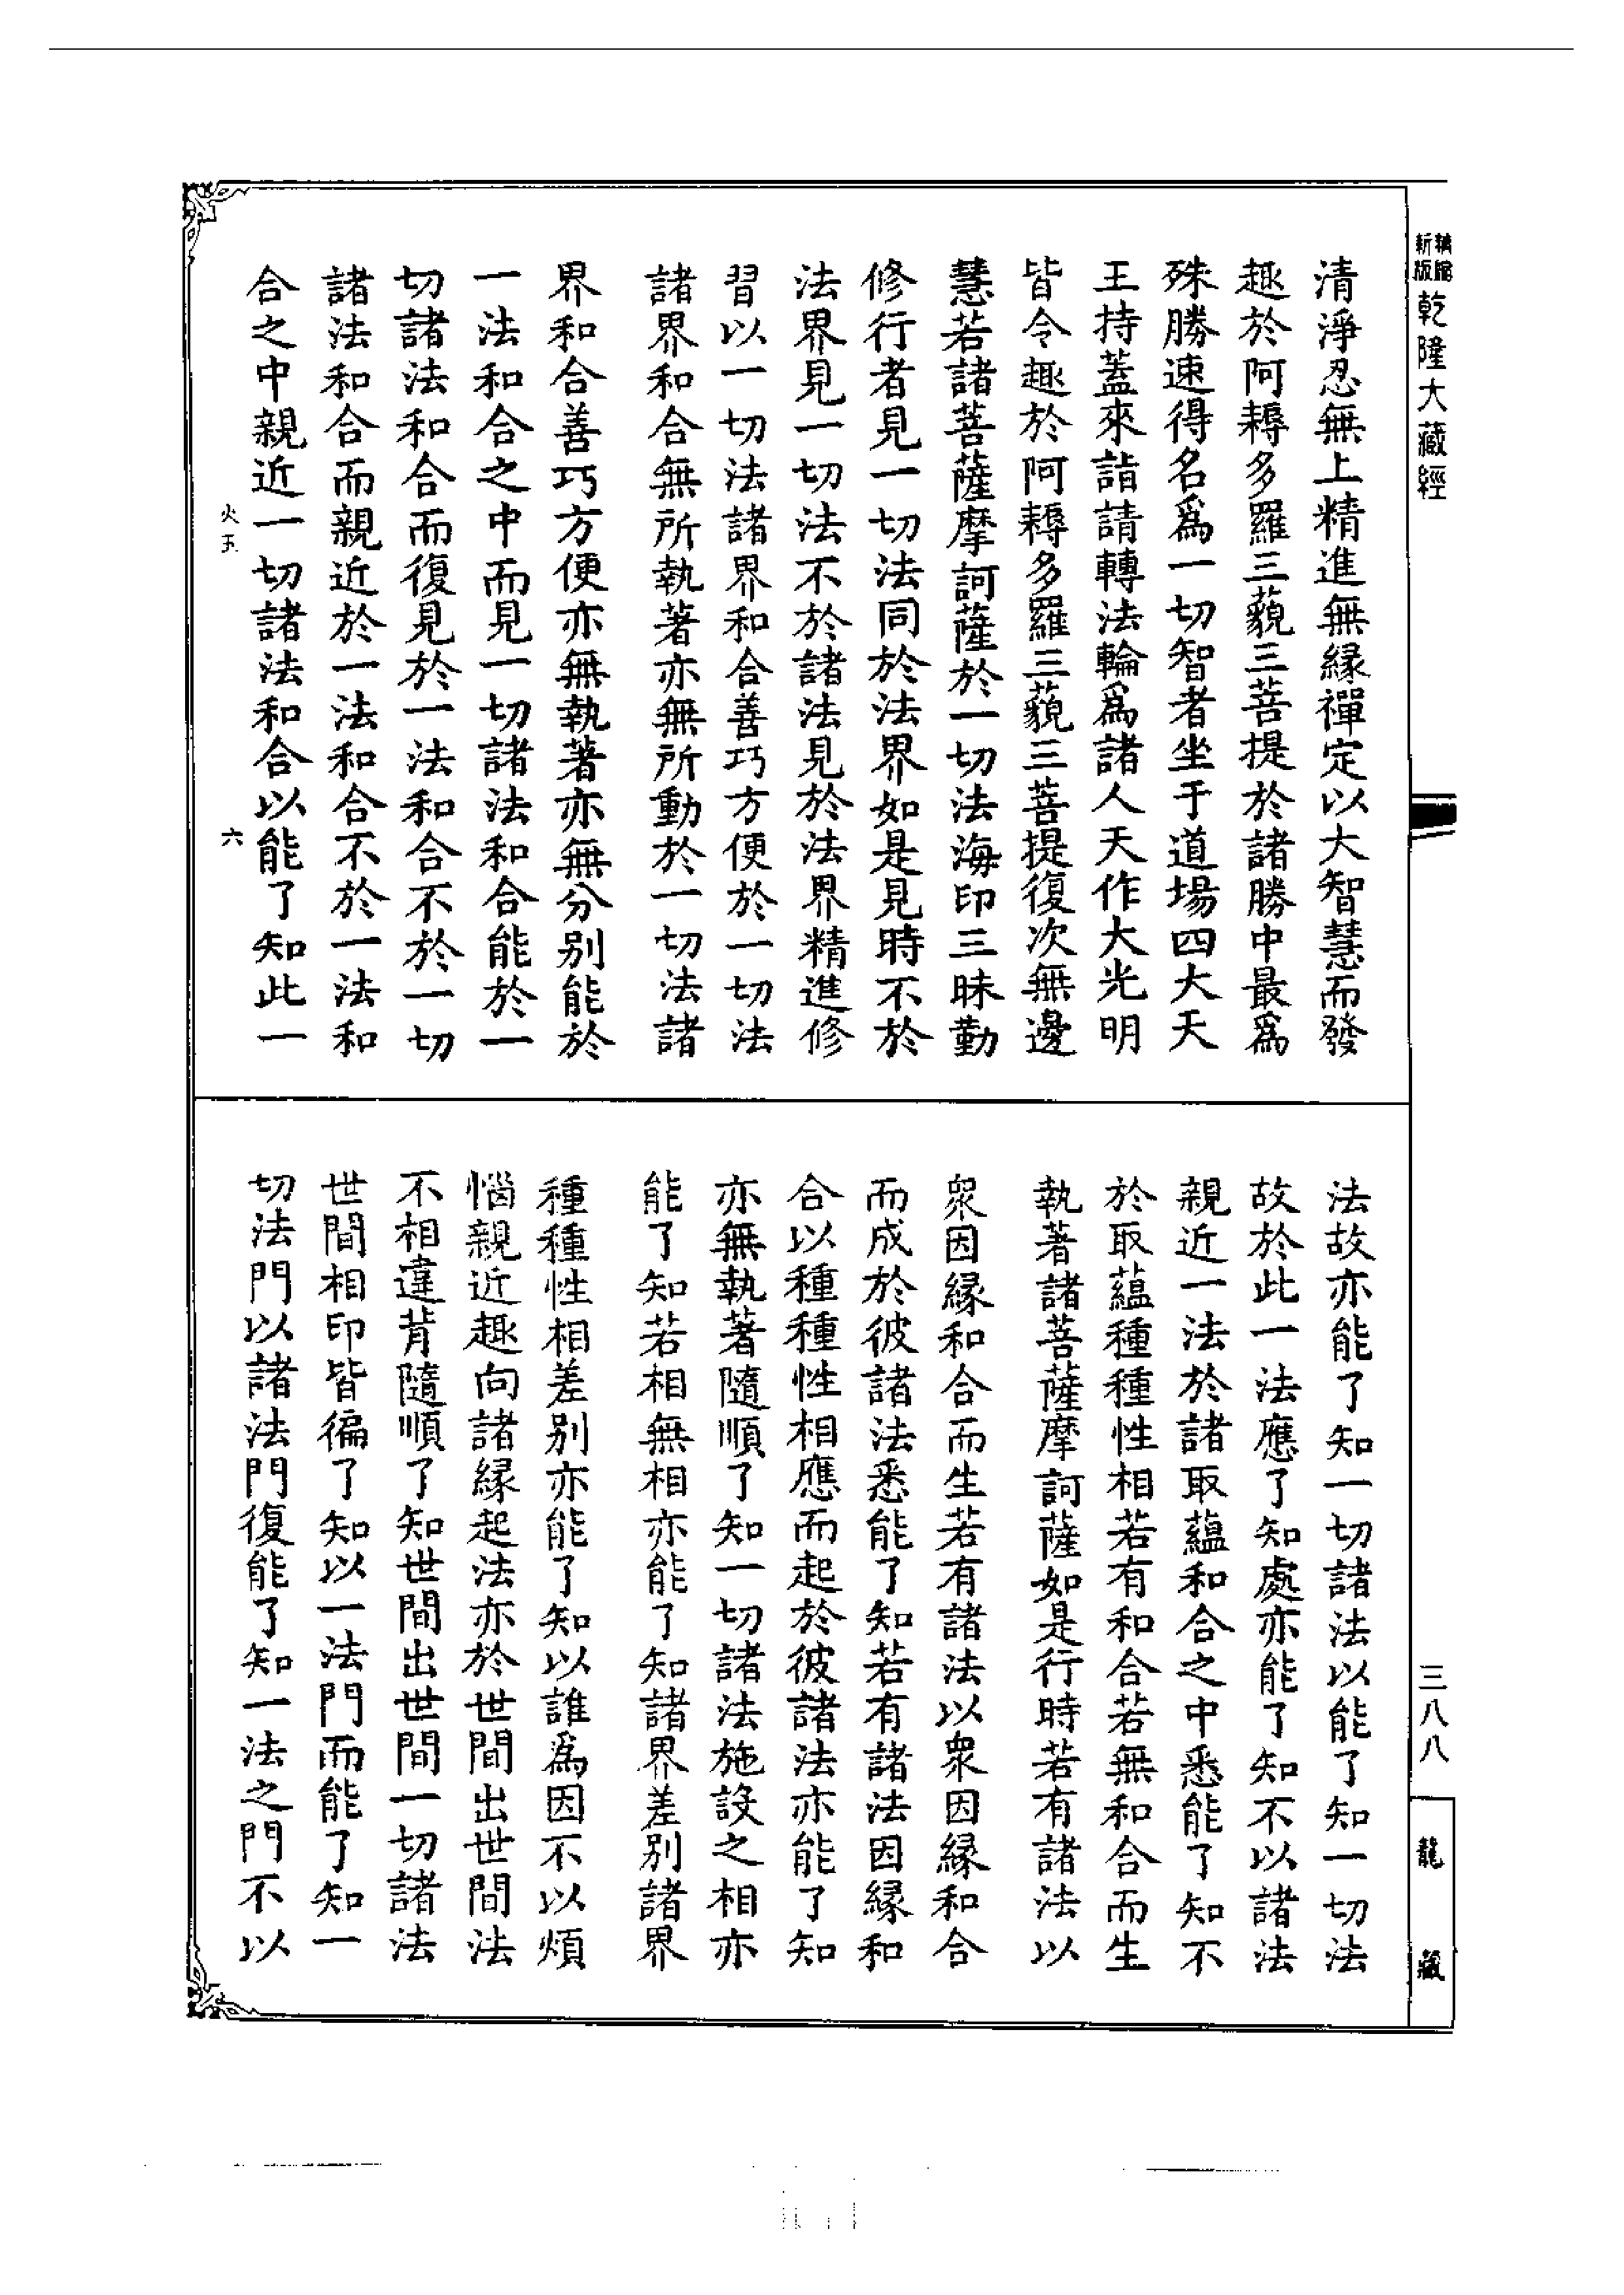 新版
乾隆大藏經
清淨忍無上精進無緣禪定以大智慧而發
趣於阿耨多羅三藐三菩提於諸勝中最爲
殊勝速得名爲一切智者坐于道場四大天
王持蓋來詣請轉法輪爲諸人天作大光明
皆令趣於阿耨多羅三藐三菩提復次無邊
慧若諸菩薩摩訶薩於一切法海印三昧勤
修行者見一切法同於法界如是見時不於
法界見一切法不於諸法見於法界精進修
習以一切法諸界和合善巧方便於一切法
諸界和合無所執著亦無所動於一切法諸
界和合善巧方便亦無執著亦無分別能於
一法和合之中而見一切諸法和合能於一
切諸法和合而復見於一法和合不於一切
諸法和合而親近於一法和合不於一法和
合之中親近一切諸法和合以能了知此一
火五
六
法故亦能了知一切諸法以能了知一切法
故於此一法應了知處亦能了知不以諸法
親近一法於諸取蘊和合之中悉能了知不
於取蘊種種性相若有和合若無和合而生
執著諸菩薩摩訶薩如是行時若有諸法以
衆因緣和合而生若有諸法以衆因緣和合
而成於彼諸法悉能了知若有諸法因緣和
合以種種性相應而起於彼諸法亦能了知
亦無執著隨順了知一切諸法施設之相亦
能了知若相無相亦能了知諸界差別諸界
種種性相差別亦能了知以誰爲因不以煩
惱親近趣向諸緣起法亦於世間出世間法
不相違背隨順了知世間出世間一切諸法
世間相印皆徧了知以一法門而能了知一
切法門以諸法門復能了知一法之門不以
三八八
龍藏